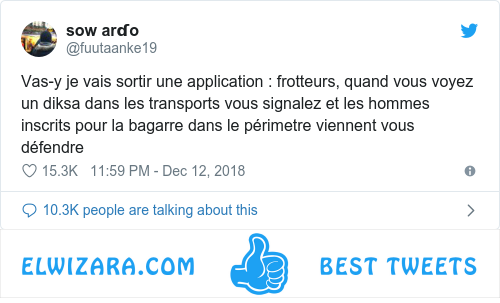 sow arɗo
@fuutaanke19
Vas-y je vais sortir une application : frotteurs, quand vous voyez
un diksa dans les transports vous signalez et les hommes
inscrits pour la bagarre dans le périmetre viennent vous
défendre
15.3K 11:59 PM - Dec 12, 2018
10.3K people are talking about this
ELWIZARA.COM BEST TWEETS